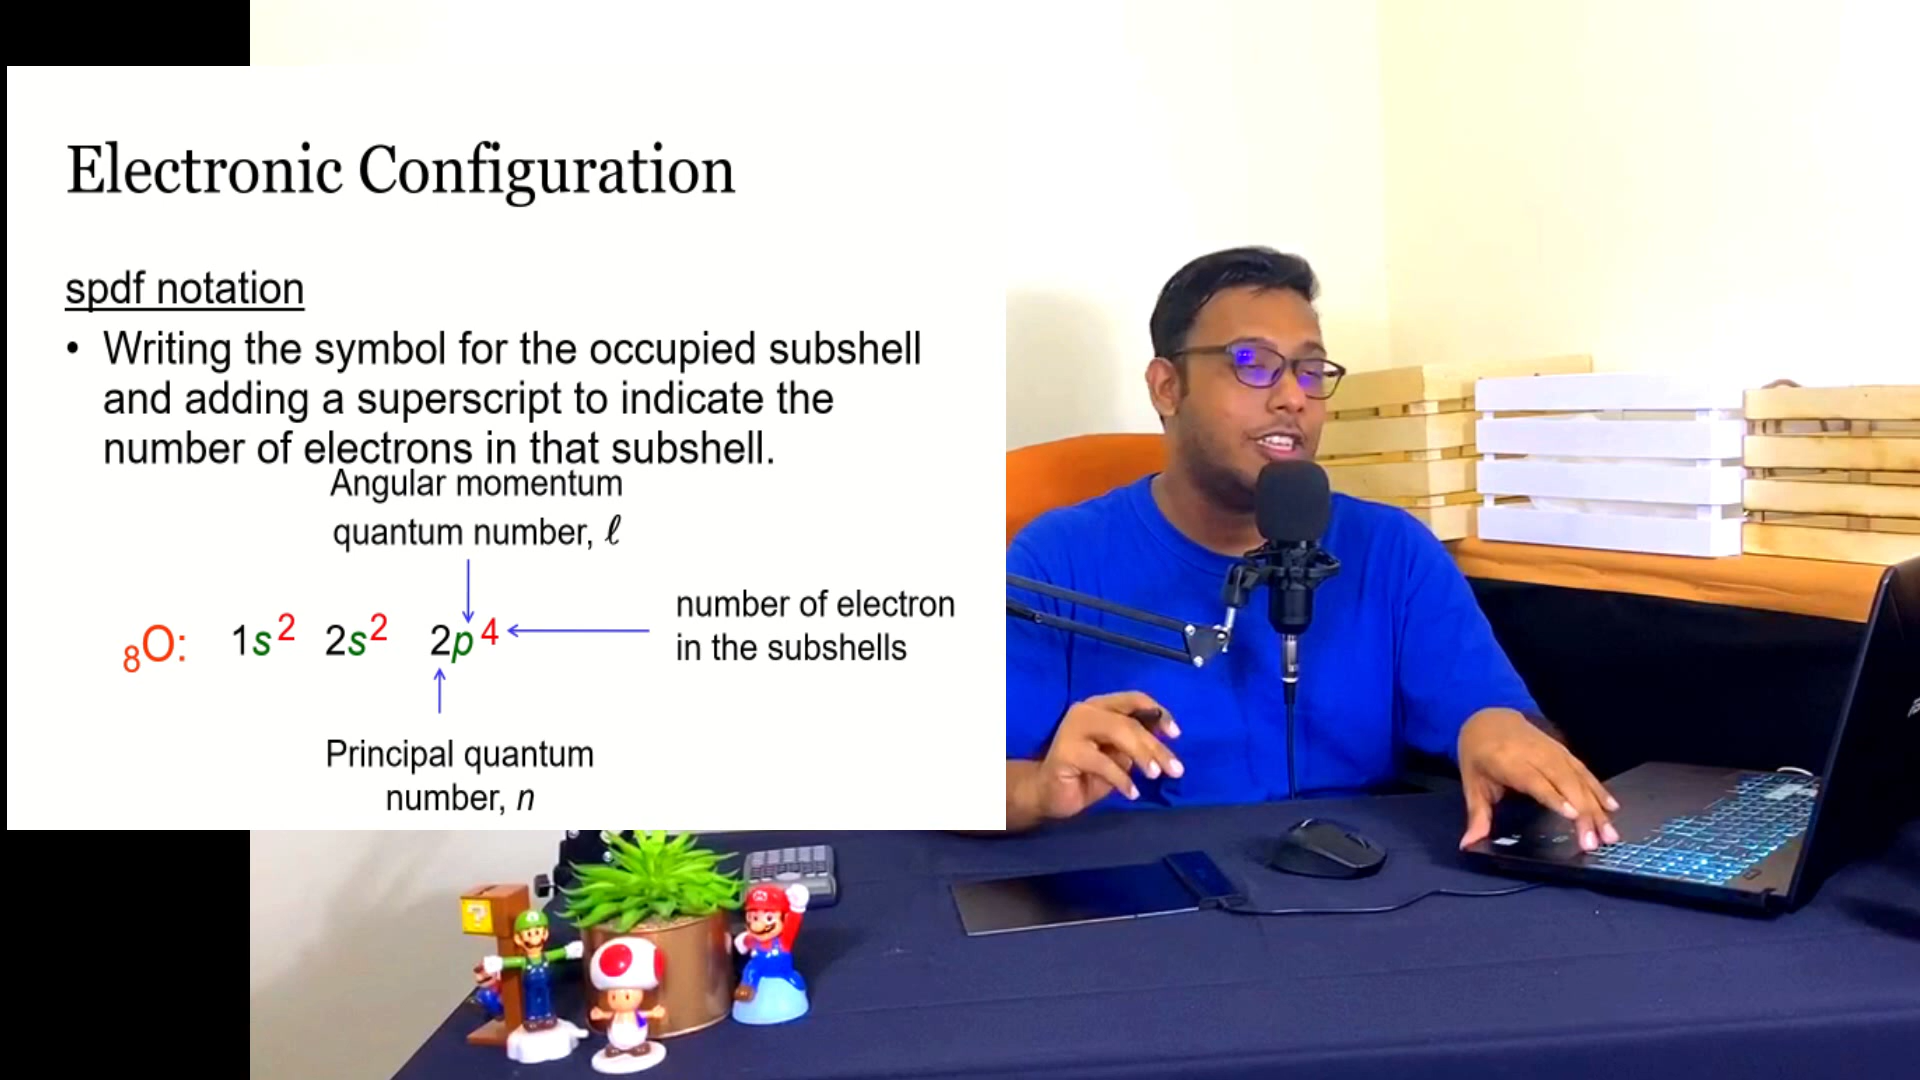 Electronic Configuration
spdf notation
• Writing the symbol for the occupied subshell
and adding a superscript to indicate the
number of electrons in that subshell.
Angular momentum
quantum number, ℓ
number of electron
in the subshells
₈O: 1s² 2s² 2p⁴
Principal quantum
number, n